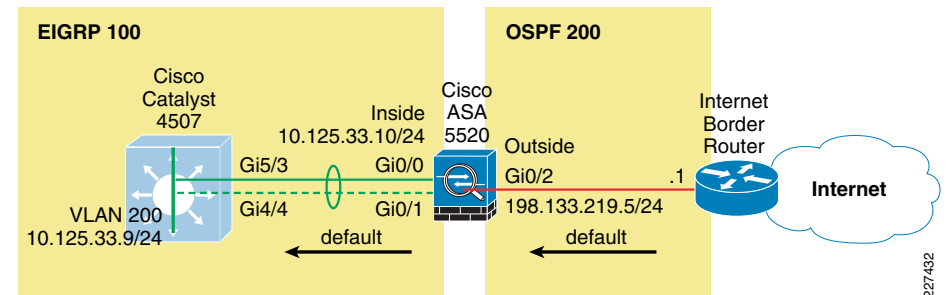 EIGRP 100
OSPF 200
Cisco
Catalyst
4507
Inside
10.125.33.10/24
Cisco
ASA
5520
Internet
Border
Router
Outside
Gi5/3
Gi0/0
Gi0/2
.1
Internet
Gi4/4
Gi0/1
198.133.219.5/24
VLAN 200
10.125.33.9/24
default
default
227432